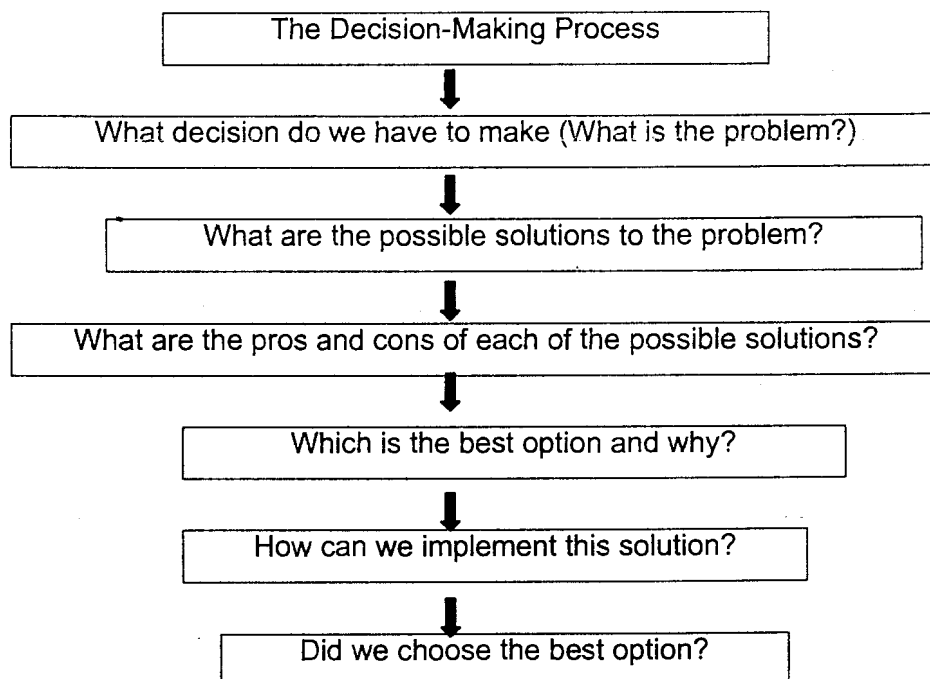 The Decision-Making Process
What decision do we have to make (What is the problem?)
What are the possible solutions to the problem?
What are the pros and cons of each of the possible solutions?
Which is the best option and why?
How can we implement this solution?
Did we choose the best option?